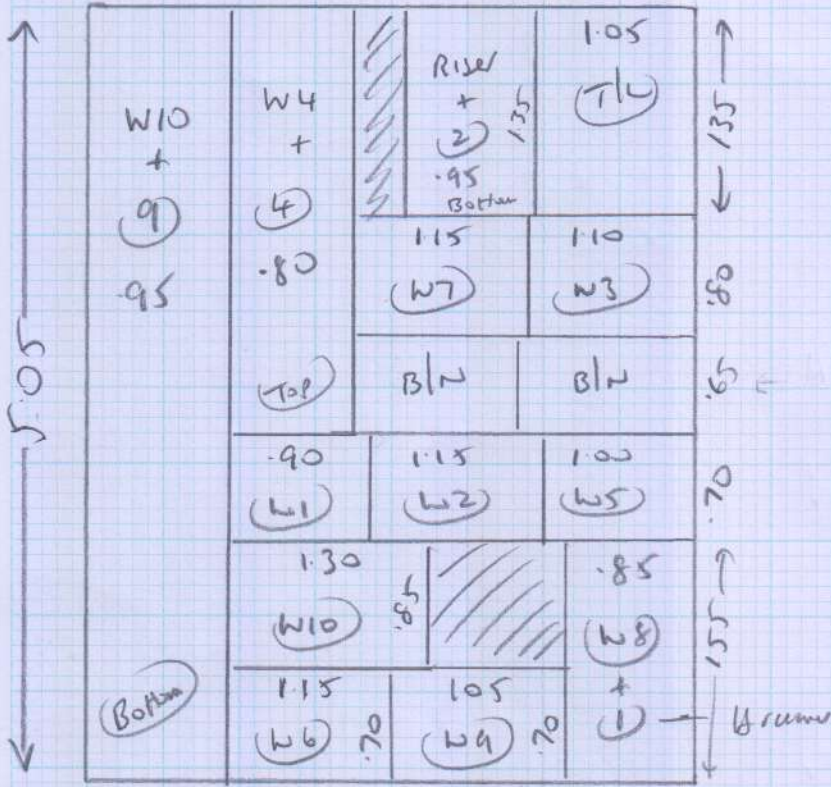 5.05
W10
+
9
.95
Bottom
W4
+
4
.80
Top
Riser
+
2
.95
Bottom
1.35
1.05
T/L
1.35
1.15
W7
1.10
W3
.80
B/N
B/N
.65
.90
W1
1.15
W2
1.00
W5
.70
1.30
W10
.85
.85
W8
+
1
1.55
1.15
W6
.70
1.05
W9
.70